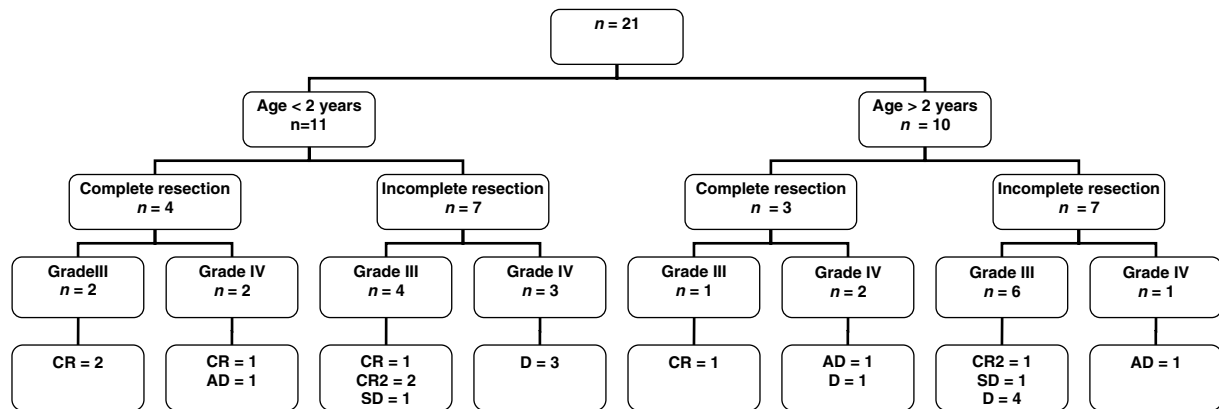 n = 21
Age < 2 years
n=11
Age > 2 years
n = 10
Complete resection
n = 4
Incomplete resection
n = 7
Complete resection
n = 3
Incomplete resection
n = 7
GradeIII
n = 2
Grade IV
n = 2
Grade III
n = 4
Grade IV
n = 3
Grade III
n = 1
Grade IV
n = 2
Grade III
n = 6
Grade IV
n = 1
CR = 2
CR = 1
AD = 1
CR = 1
CR2 = 2
SD = 1
D = 3
CR = 1
AD = 1
D = 1
CR2 = 1
SD = 1
D = 4
AD = 1